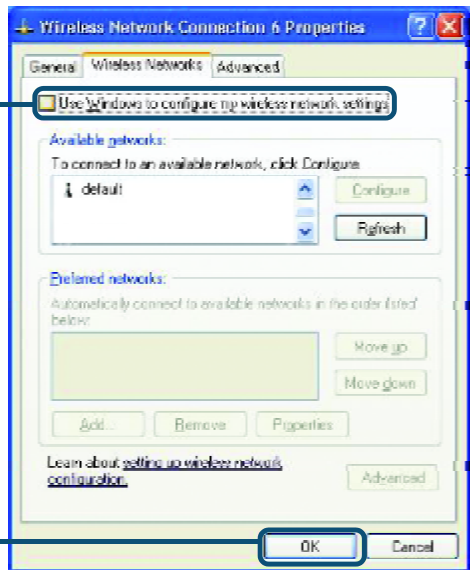 Wireless Network Connection 6 Properties
General Wireless Networks Advanced
Use Windows to configure my wireless network settings
Available networks:
To connect to an available network, click Configure
default
Configure
Refresh
Preferred networks:
Automatically connect to available networks in the order listed
below:
Move up
Move down
Add... Remove Properties
Learn about setting up wireless network
configuration.
Advanced
OK Cancel